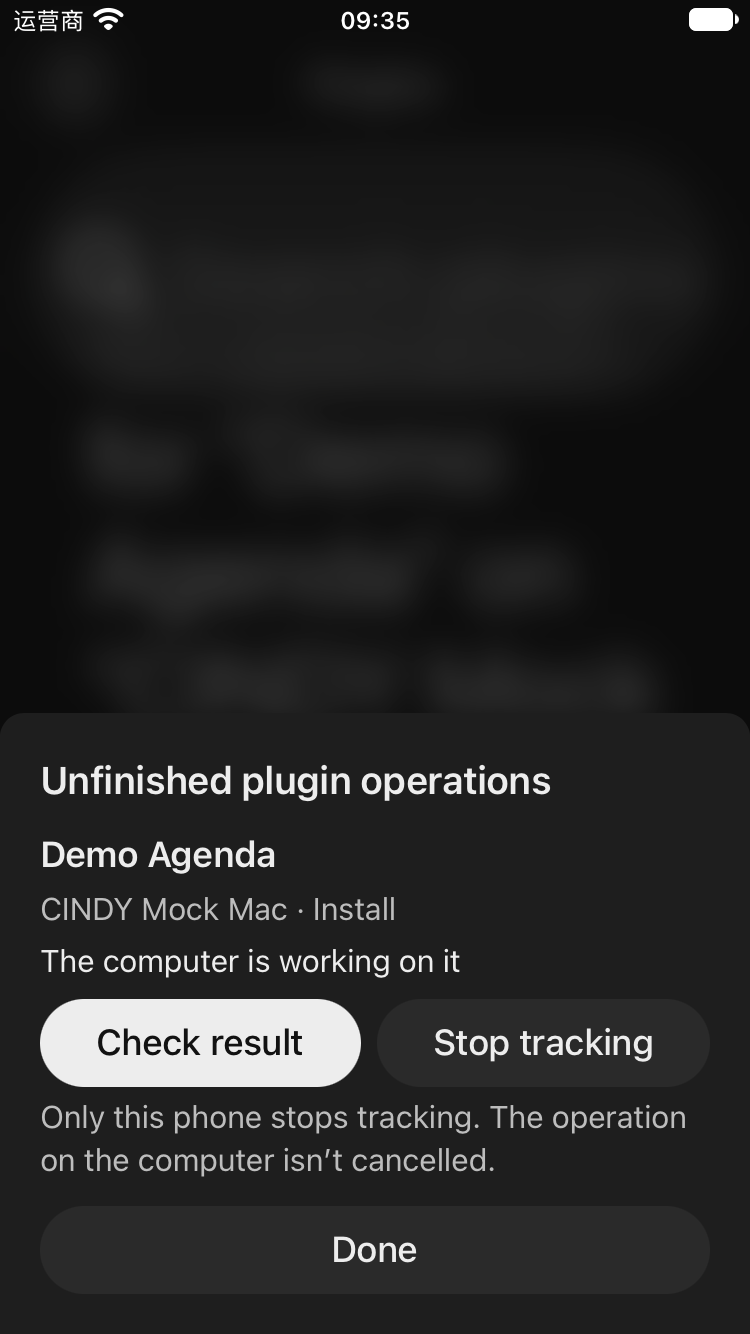 运营商
09:35
Unfinished plugin operations
Demo Agenda
CINDY Mock Mac · Install
The computer is working on it
Check result
Stop tracking
Only this phone stops tracking. The operation
on the computer isn’t cancelled.
Done